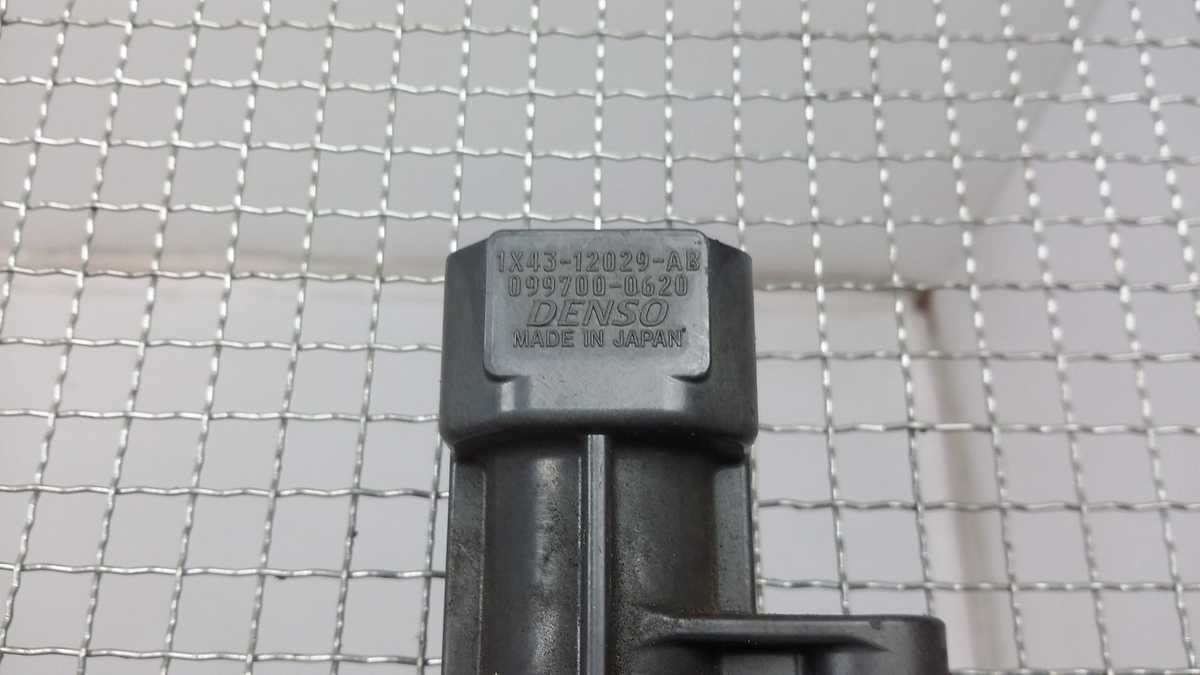 1X43-12029-AB
099700-0620
DENSO
MADE IN JAPAN